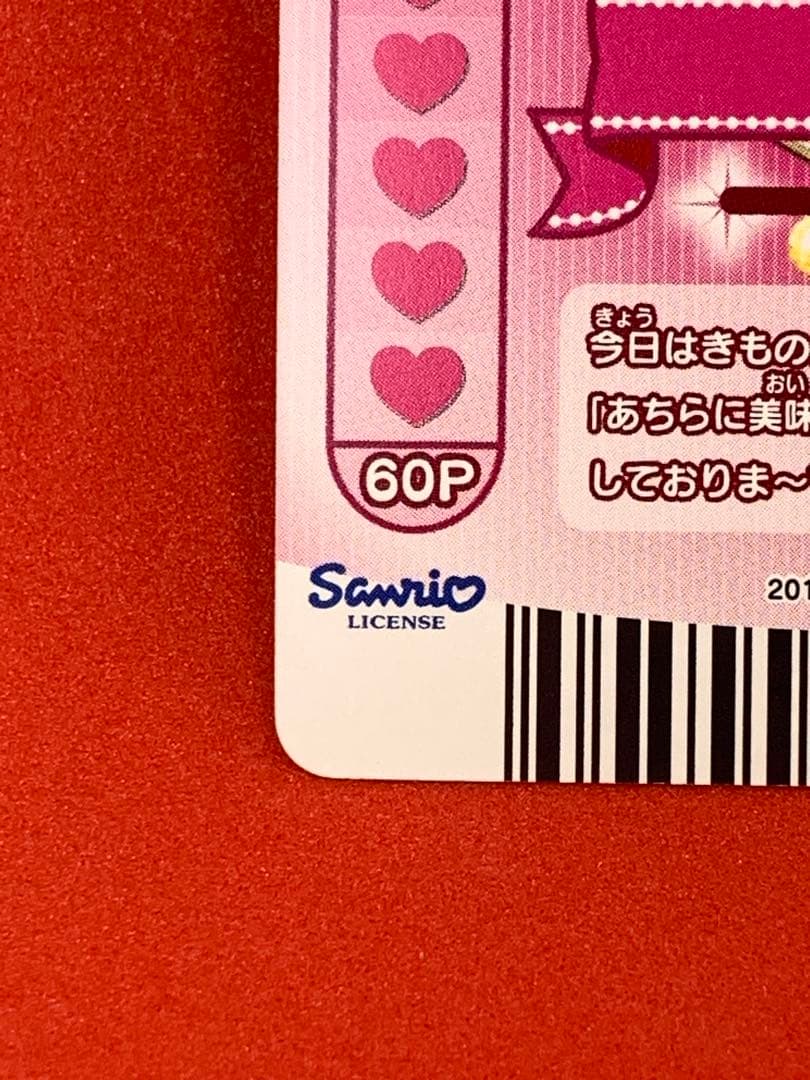 きょう
今日はきもの
おい
「あちらに美味
しておりま〜
60P
Sanrio
LICENSE
201